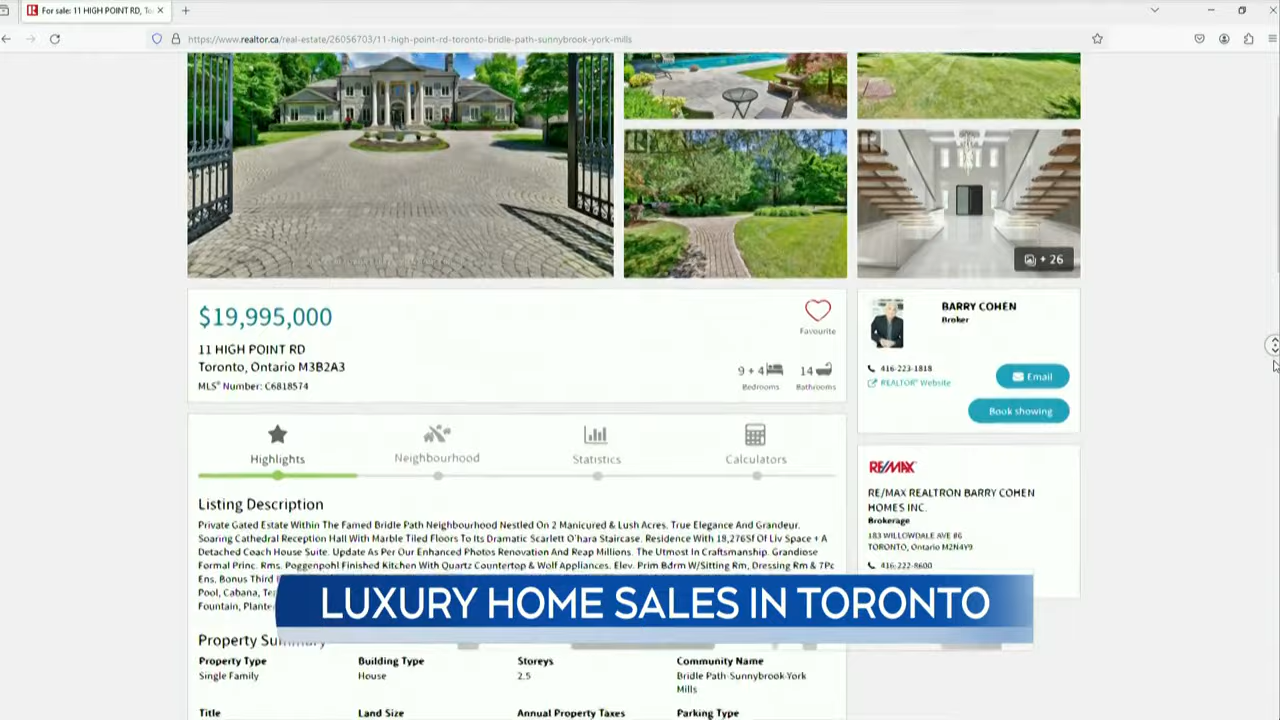 For sale: 11 HIGH POINT RD, To
https://www.realtor.ca/real-estate/26056703/11-high-point-rd-toronto-bridle-path-sunnybrook-york-mills
+ 26
$19,995,000
Favourite
11 HIGH POINT RD
Toronto, Ontario M3B2A3
MLS® Number: C6818574
9 + 4
14
Bedrooms
Bathrooms
BARRY COHEN
Broker
416-223-1818
REALTOR® Website
Email
Book showing
Highlights
Neighbourhood
Statistics
Calculators
RE/MAX
RE/MAX REALTRON BARRY COHEN
HOMES INC.
Brokerage
183 WILLOWDALE AVE #6
TORONTO, Ontario M2N4Y9
416-222-8600
Listing Description
Private Gated Estate Within The Famed Bridle Path Neighbourhood Nestled On 2 Manicured & Lush Acres. True Elegance And Grandeur.
Soaring Cathedral Reception Hall With Marble Tiled Floors To Its Dramatic Scarlett O'hara Staircase. Residence With 18,276Sf Of Liv Space + A
Detached Coach House Suite. Update As Per Our Enhanced Photos Renovation And Reap Millions. The Utmost In Craftsmanship. Grandiose
Formal Princ. Rms. Poggenpohl Finished Kitchen With Quartz Countertop & Wolf Appliances. Elev. Prim Bdrm W/Sitting Rm, Dressing Rm & 7Pc
Ens. Bonus Third
Pool, Cabana,
Fountain,
LUXURY HOME SALES IN TORONTO
Property Summary
Property Type
Building Type
Storeys
Community Name
Single Family
House
2.5
Bridle Path-Sunnybrook-York
Mills
Title
Land Size
Annual Property Taxes
Parking Type